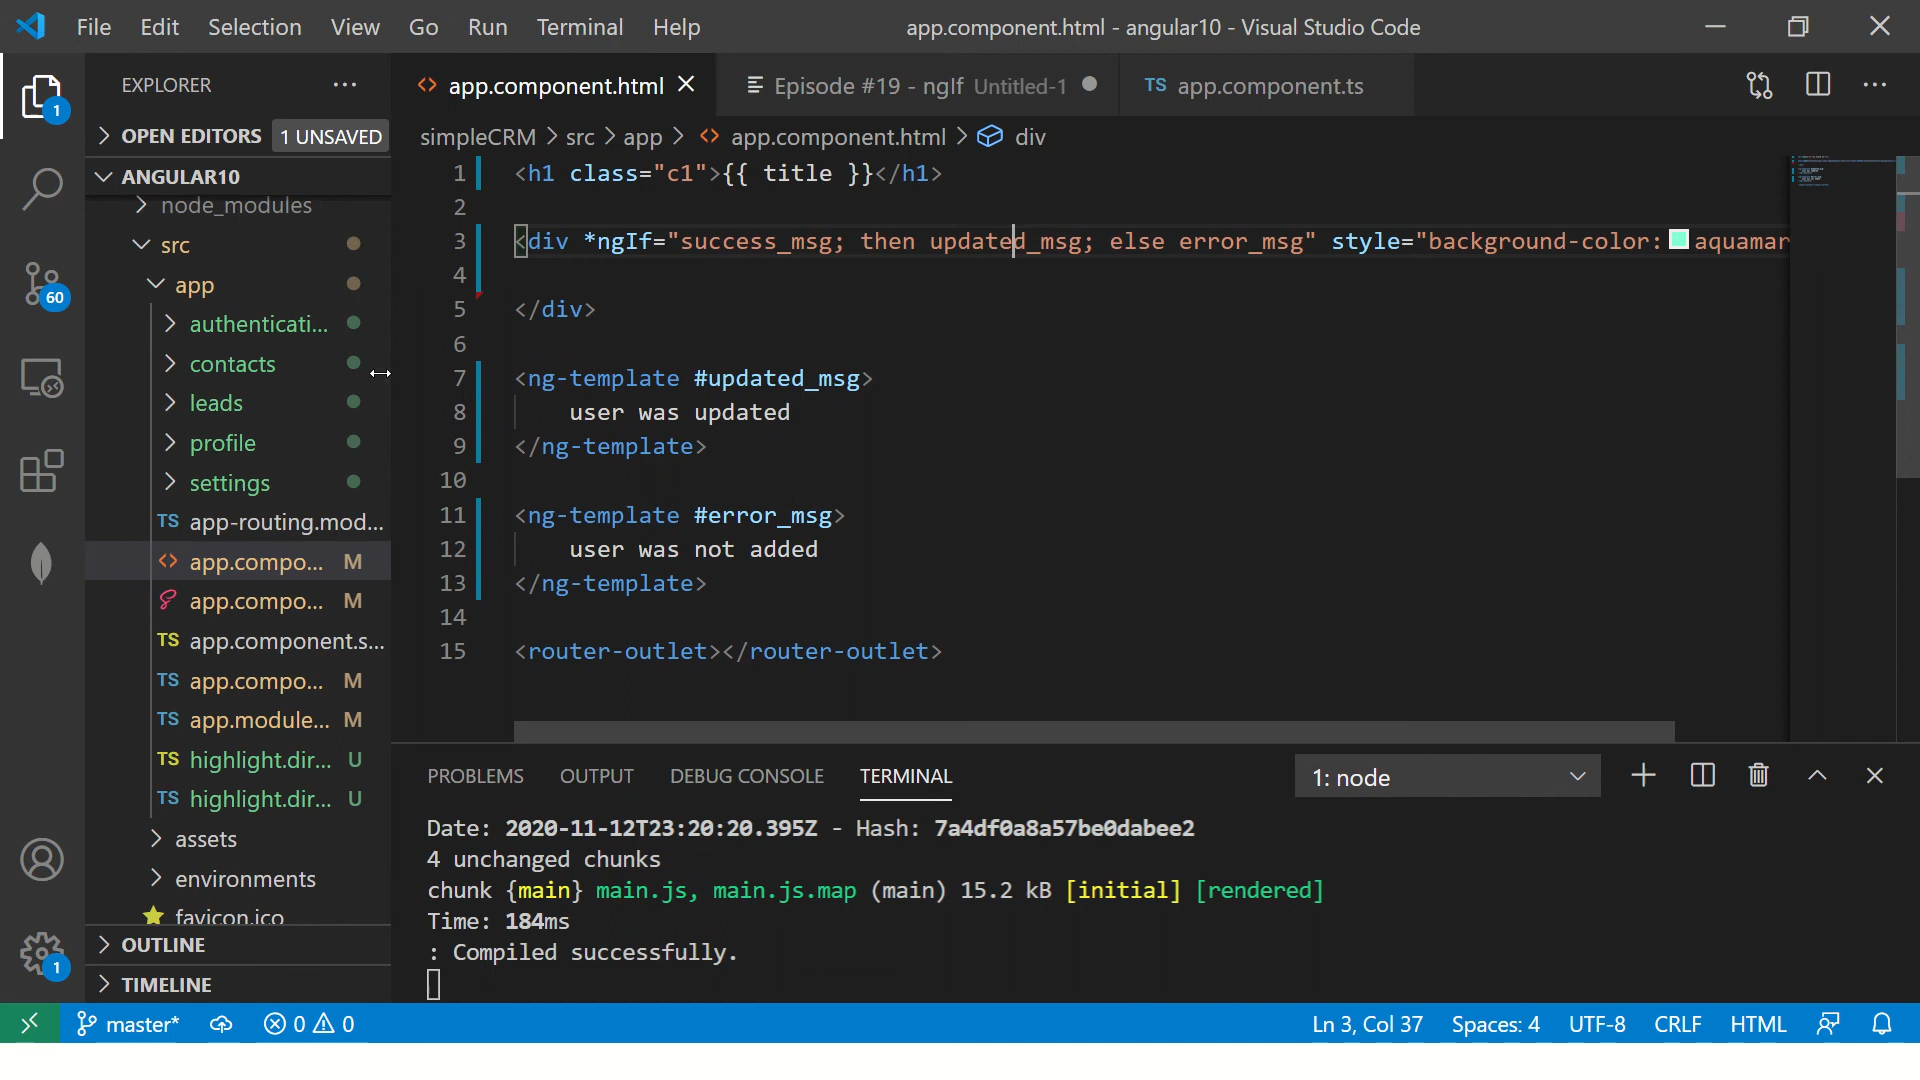 File Edit Selection View Go Run Terminal Help app.component.html - angular10 - Visual Studio Code
EXPLORER
OPEN EDITORS 1 UNSAVED
ANGULAR10
node_modules
src
app
authenticati...
contacts
leads
profile
settings
TS app-routing.mod...
<> app.compo... M
app.compo... M
TS app.component.s...
TS app.compo... M
TS app.module... M
TS highlight.dir... U
TS highlight.dir... U
assets
environments
favicon.ico
OUTLINE
TIMELINE
1
60
1
<> app.component.html
Episode #19 - ngIf Untitled-1
TS app.component.ts
simpleCRM > src > app > <> app.component.html > div
1 <h1 class="c1">{{ title }}</h1>
2
3 <div *ngIf="success_msg; then updated_msg; else error_msg" style="background-color: aquamar
4
5 </div>
6
7 <ng-template #updated_msg>
8 user was updated
9 </ng-template>
10
11 <ng-template #error_msg>
12 user was not added
13 </ng-template>
14
15 <router-outlet></router-outlet>
PROBLEMS OUTPUT DEBUG CONSOLE TERMINAL 1: node
Date: 2020-11-12T23:20:20.395Z - Hash: 7a4df0a8a57be0dabee2
4 unchanged chunks
chunk {main} main.js, main.js.map (main) 15.2 kB [initial] [rendered]
Time: 184ms
: Compiled successfully.
master* 0 0 Ln 3, Col 37 Spaces: 4 UTF-8 CRLF HTML